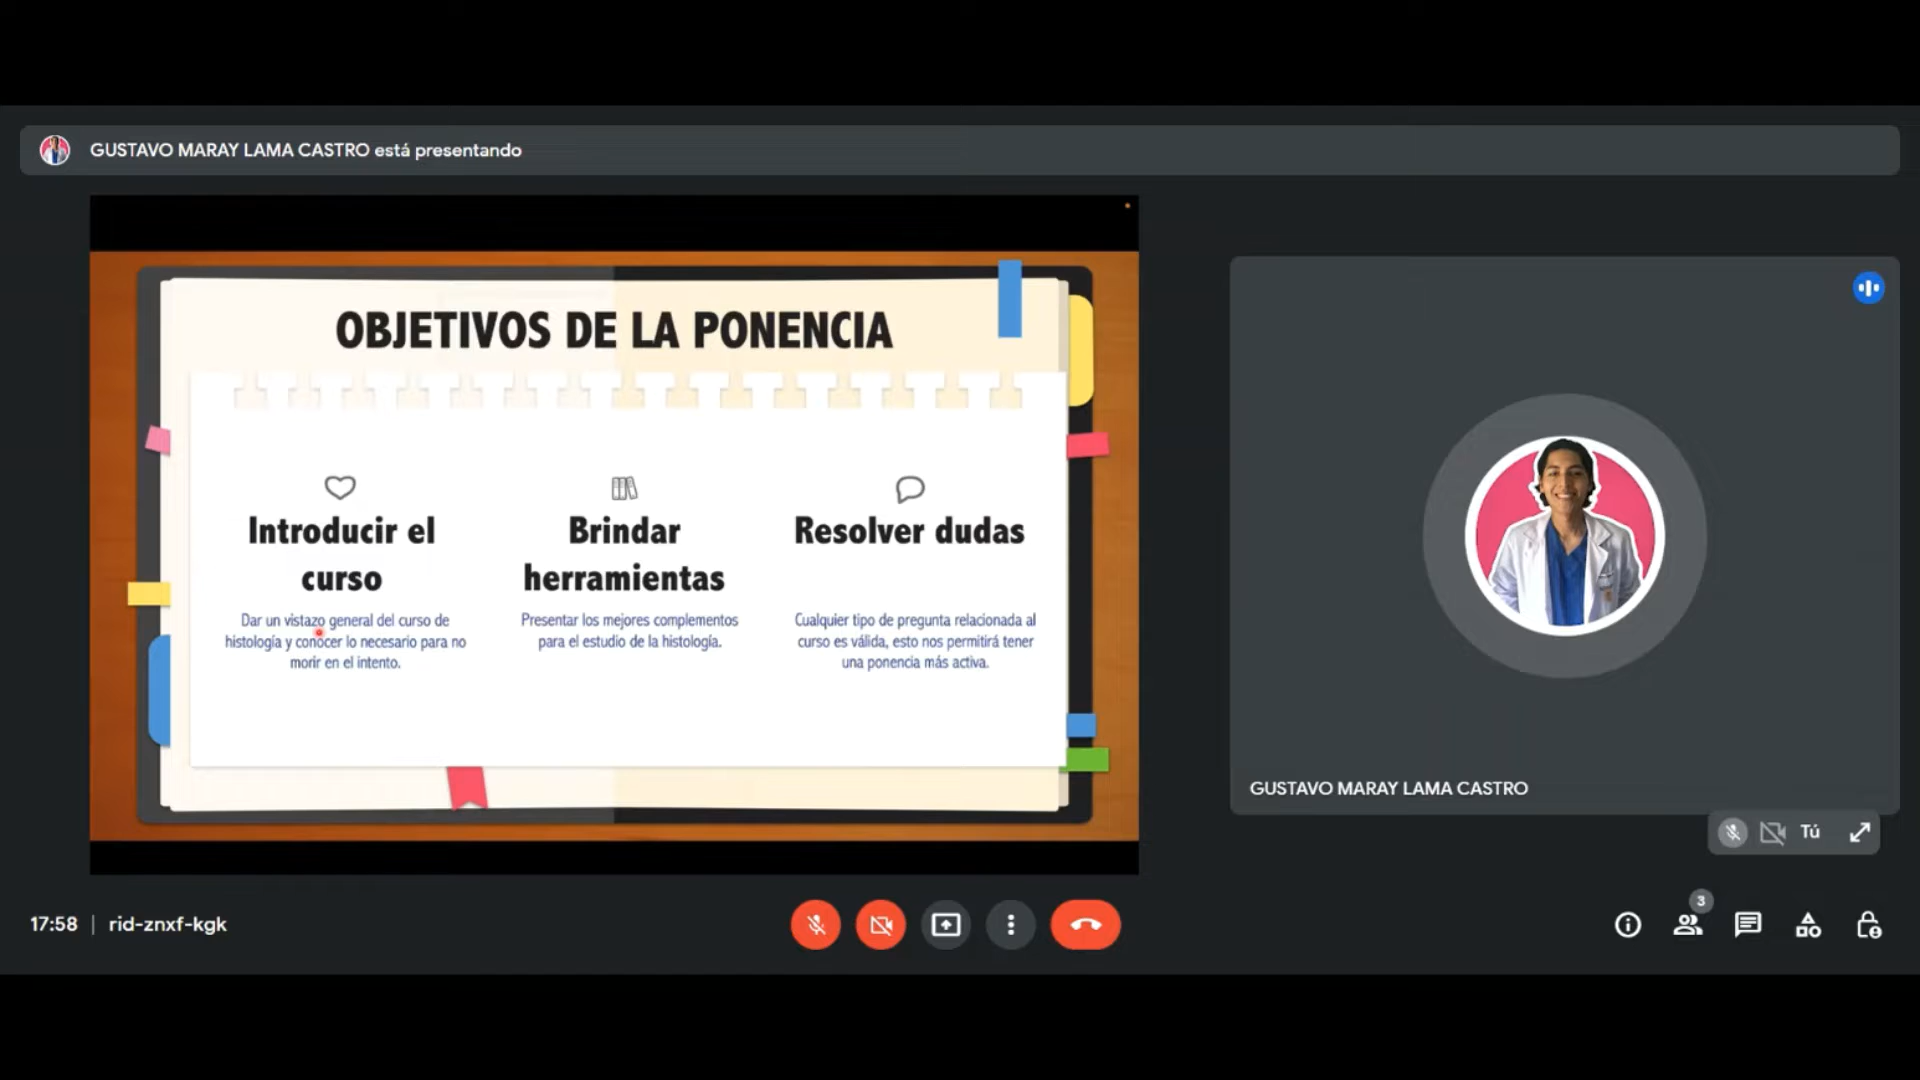 GUSTAVO MARAY LAMA CASTRO está presentando
OBJETIVOS DE LA PONENCIA
Introducir el
curso
Dar un vistazo general del curso de
histología y conocer lo necesario para no
morir en el intento.
Brindar
herramientas
Presentar los mejores complementos
para el estudio de la histología.
Resolver dudas
Cualquier tipo de pregunta relacionada al
curso es válida, esto nos permitirá tener
una ponencia más activa.
GUSTAVO MARAY LAMA CASTRO
Tú
17:58 | rid-znxf-kgk
3